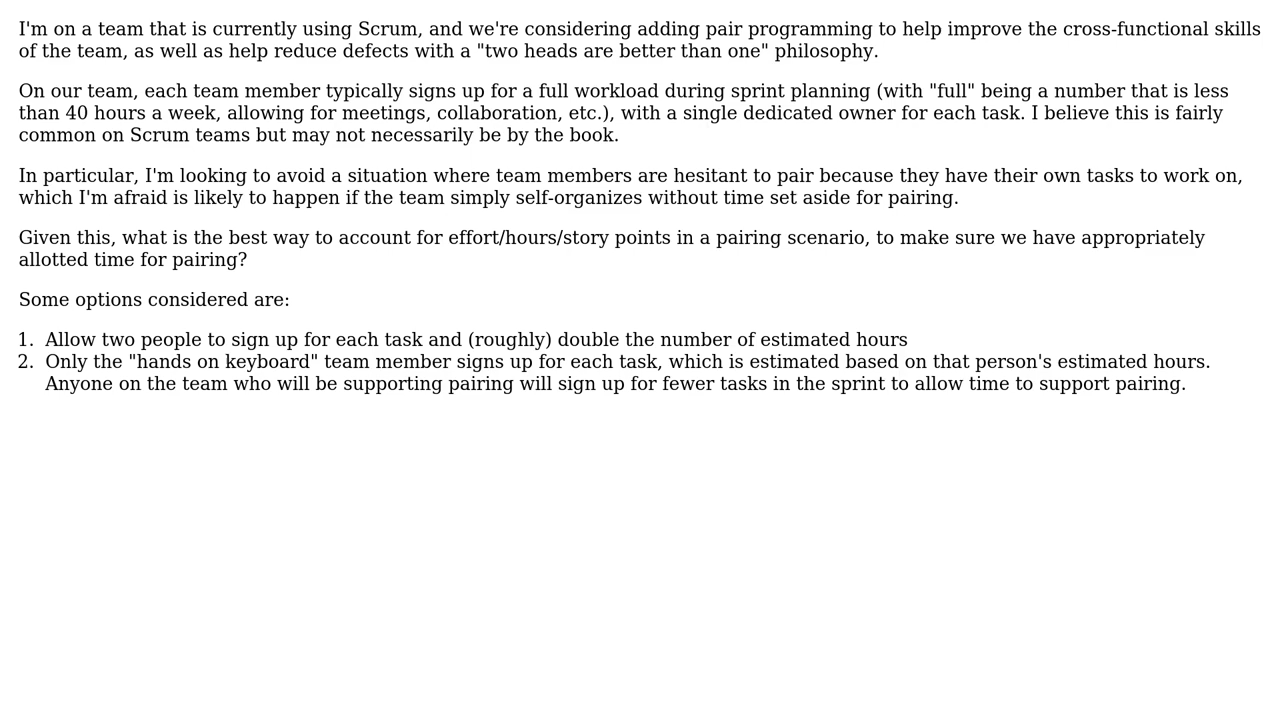 I'm on a team that is currently using Scrum, and we're considering adding pair programming to help improve the cross-functional skills
of the team, as well as help reduce defects with a "two heads are better than one" philosophy.
On our team, each team member typically signs up for a full workload during sprint planning (with "full" being a number that is less
than 40 hours a week, allowing for meetings, collaboration, etc.), with a single dedicated owner for each task. I believe this is fairly
common on Scrum teams but may not necessarily be by the book.
In particular, I'm looking to avoid a situation where team members are hesitant to pair because they have their own tasks to work on,
which I'm afraid is likely to happen if the team simply self-organizes without time set aside for pairing.
Given this, what is the best way to account for effort/hours/story points in a pairing scenario, to make sure we have appropriately
allotted time for pairing?
Some options considered are:
1. Allow two people to sign up for each task and (roughly) double the number of estimated hours
2. Only the "hands on keyboard" team member signs up for each task, which is estimated based on that person's estimated hours.
Anyone on the team who will be supporting pairing will sign up for fewer tasks in the sprint to allow time to support pairing.